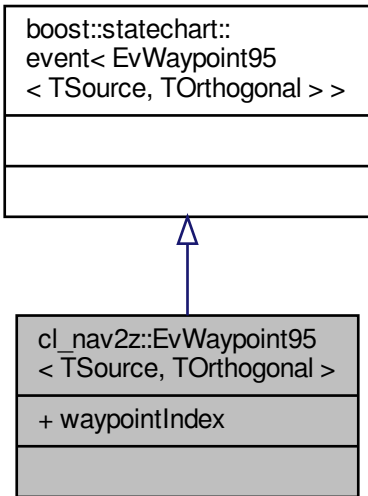 boost::statechart::
event< EvWaypoint95
< TSource, TOrthogonal > >
cl_nav2z::EvWaypoint95
< TSource, TOrthogonal >
+ waypointIndex